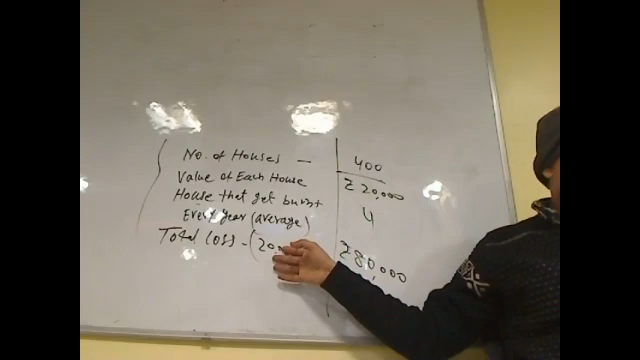 No. of Houses — 400
Value of Each House ₹ 20,000
House that get burnt
Every year (average) 4
Total loss - (20, ₹80,000